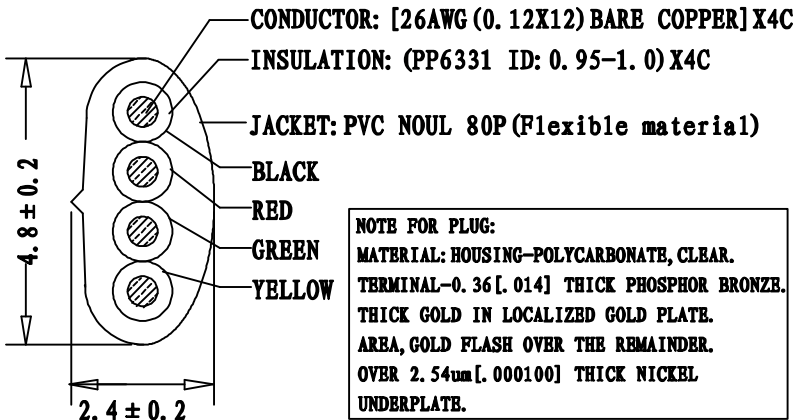 CONDUCTOR: [26AWG(0.12X12)BARE COPPER]X4C
INSULATION: (PP6331 ID:0.95-1.0)X4C
JACKET:PVC NOUL 80P(Flexible material)
BLACK
RED
GREEN
YELLOW
4.8±0.2
2.4±0.2
NOTE FOR PLUG:
MATERIAL:HOUSING-POLYCARBONATE,CLEAR.
TERMINAL-0.36[.014] THICK PHOSPHOR BRONZE.
THICK GOLD IN LOCALIZED GOLD PLATE.
AREA,GOLD FLASH OVER THE REMAINDER.
OVER 2.54um[.000100] THICK NICKEL
UNDERPLATE.